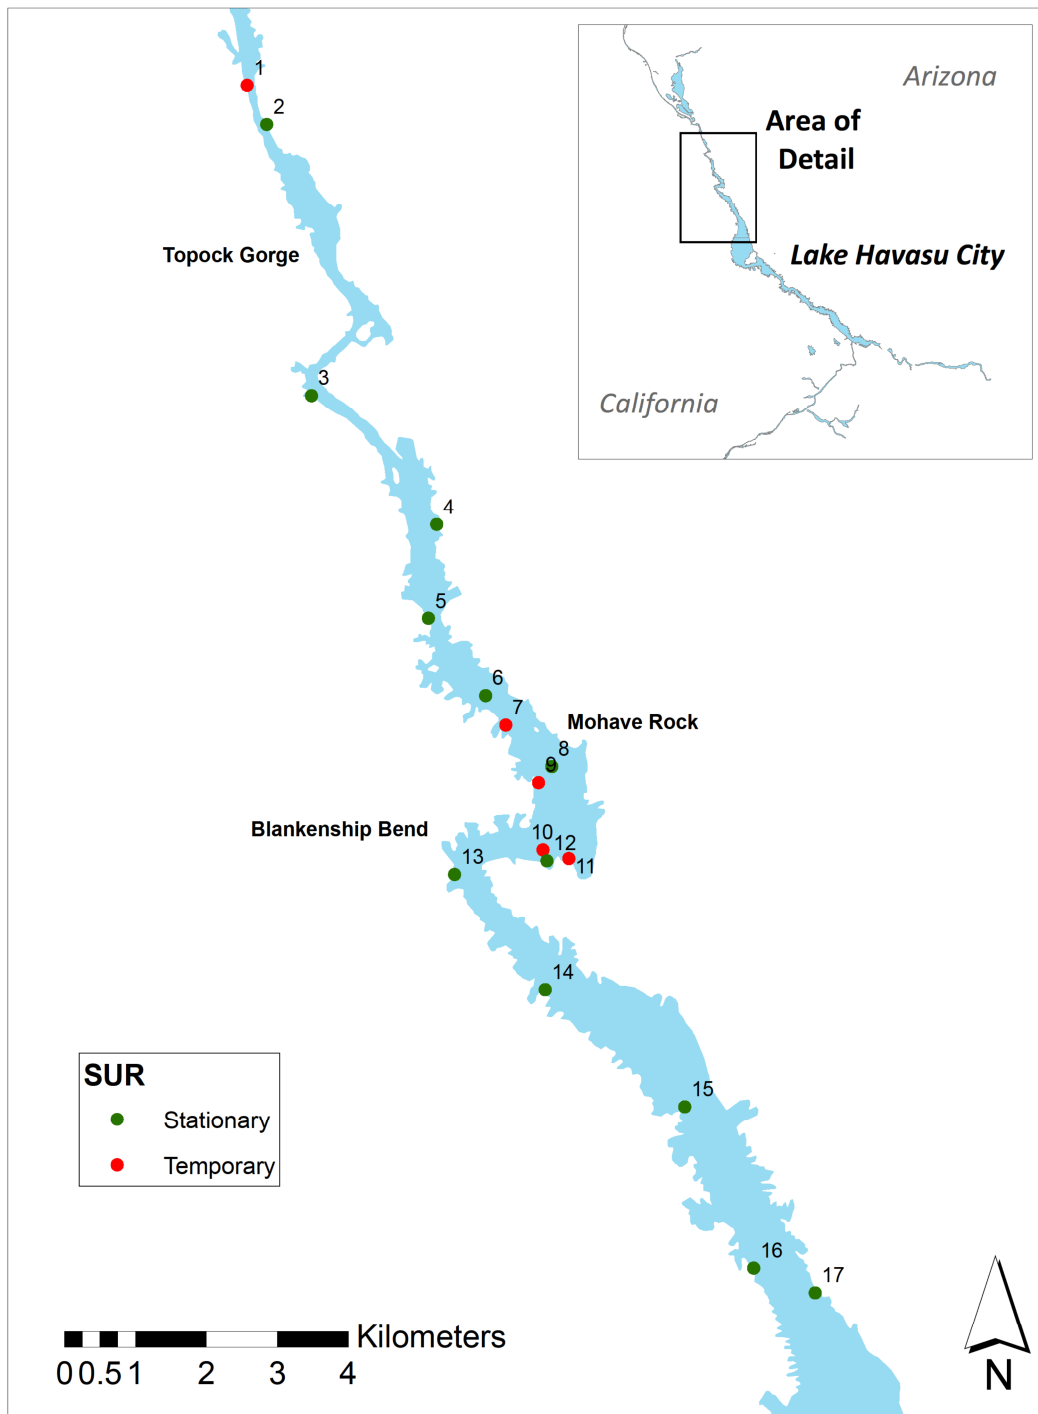 1
2
Arizona
Area of
Detail
Topock Gorge
Lake Havasu City
3
California
4
5
6
7
Mohave Rock
8
9
Blankenship Bend
10
12
11
13
14
SUR
Stationary
Temporary
15
16
17
Kilometers
0 0.5 1 2 3 4
N